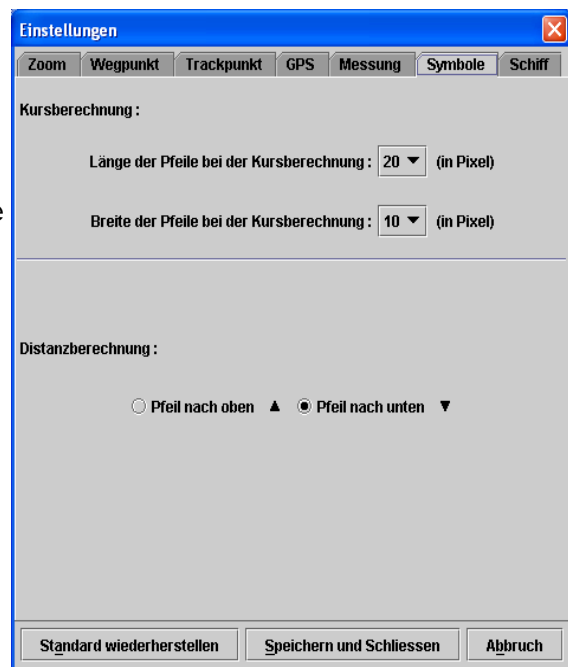 Einstellungen
Zoom Wegpunkt Trackpunkt GPS Messung Symbole Schiff
Kursberechnung :
Länge der Pfeile bei der Kursberechnung : 20 (in Pixel)
e
Breite der Pfeile bei der Kursberechnung : 10 (in Pixel)
Distanzberechnung :
Pfeil nach oben ▲ Pfeil nach unten ▼
Standard wiederherstellen Speichern und Schliessen Abbruch